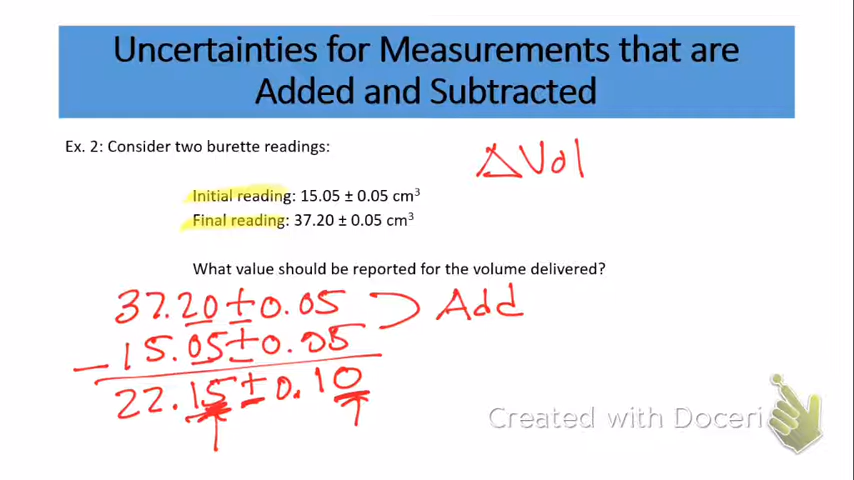 Uncertainties for Measurements that are
Added and Subtracted
Ex. 2: Consider two burette readings:
ΔVol
Initial reading: 15.05 ± 0.05 cm³
Final reading: 37.20 ± 0.05 cm³
What value should be reported for the volume delivered?
37.20±0.05 Add
-15.05±0.05
22.15±0.10
Created with Doceri